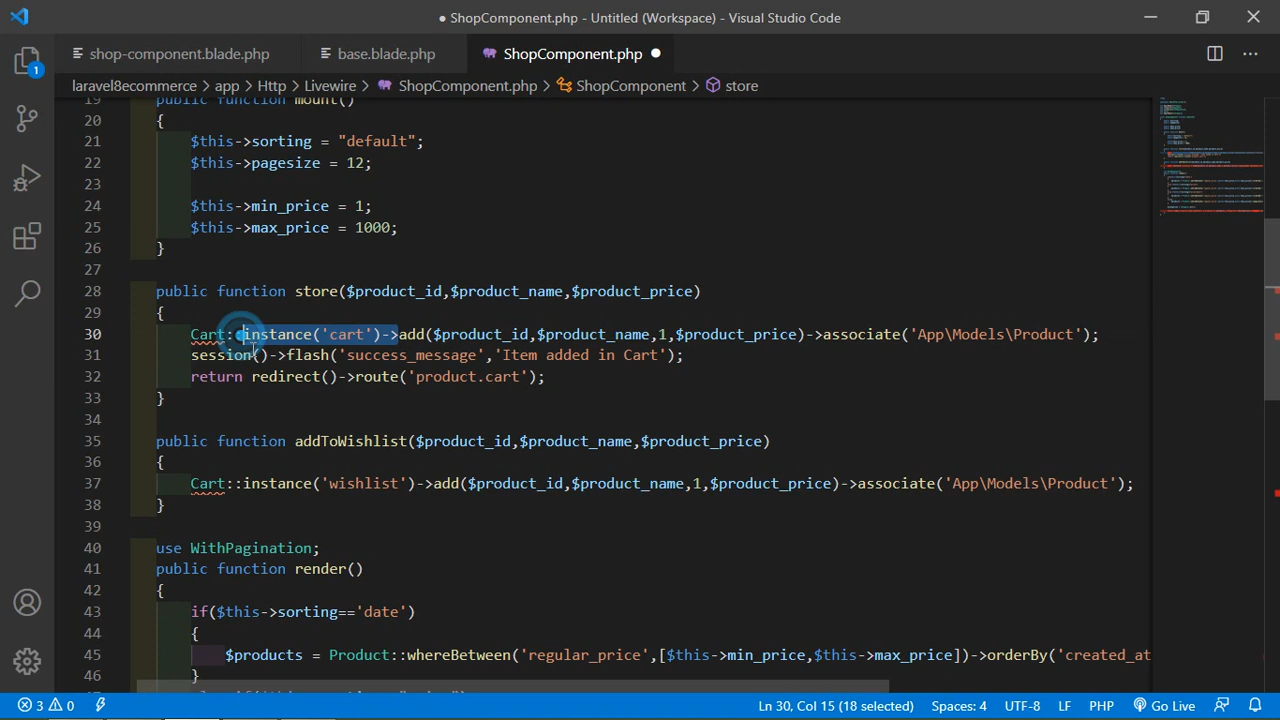 ● ShopComponent.php - Untitled (Workspace) - Visual Studio Code
shop-component.blade.php base.blade.php ShopComponent.php ●
1
laravel8ecommerce > app > Http > Livewire > ShopComponent.php > ShopComponent > store
19 public function mount()
20 {
21 $this->sorting = "default";
22 $this->pagesize = 12;
23
24 $this->min_price = 1;
25 $this->max_price = 1000;
26 }
27
28 public function store($product_id,$product_name,$product_price)
29 {
30 Cart::instance('cart')->add($product_id,$product_name,1,$product_price)->associate('App\Models\Product');
31 session()->flash('success_message','Item added in Cart');
32 return redirect()->route('product.cart');
33 }
34
35 public function addToWishlist($product_id,$product_name,$product_price)
36 {
37 Cart::instance('wishlist')->add($product_id,$product_name,1,$product_price)->associate('App\Models\Product');
38 }
39
40 use WithPagination;
41 public function render()
42 {
43 if($this->sorting=='date')
44 {
45 $products = Product::whereBetween('regular_price',[$this->min_price,$this->max_price])->orderBy('created_at
46 }
3 0 Ln 30, Col 15 (18 selected) Spaces: 4 UTF-8 LF PHP Go Live